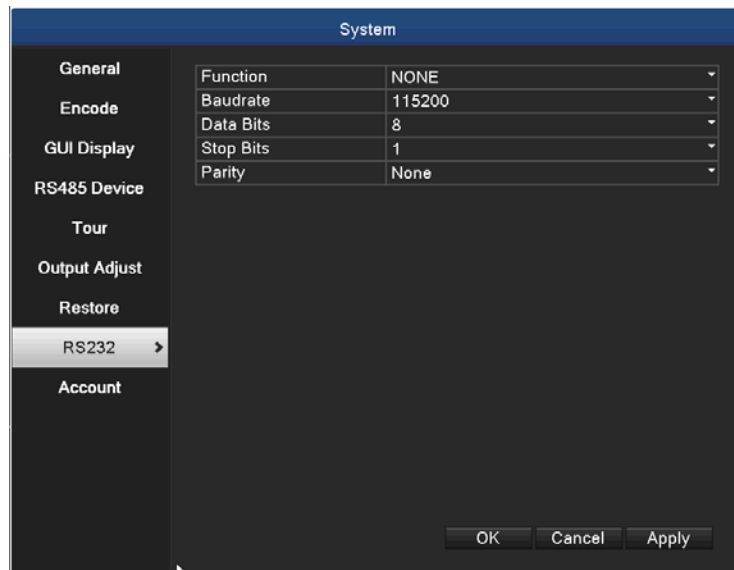 System
General
Encode
GUI Display
RS485 Device
Tour
Output Adjust
Restore
RS232
Account
Function NONE
Baudrate 115200
Data Bits 8
Stop Bits 1
Parity None
OK Cancel Apply